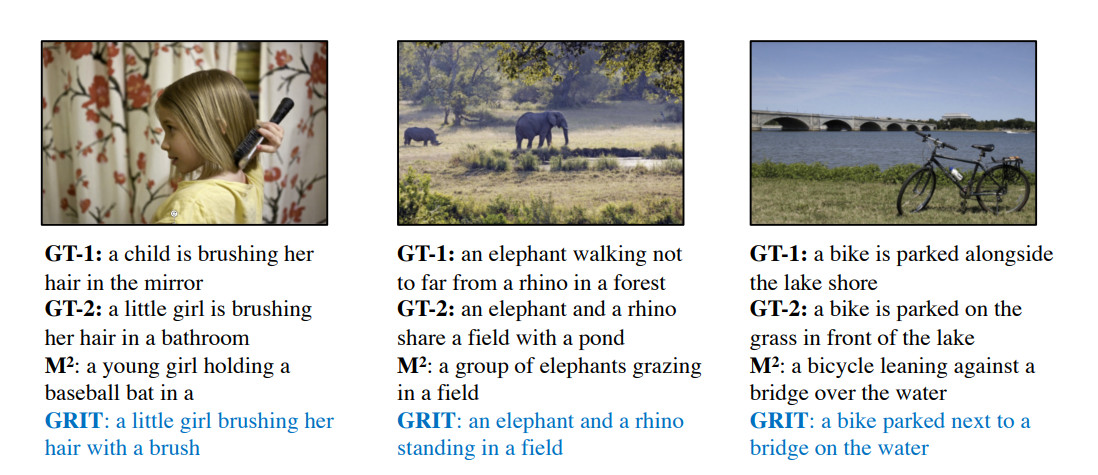 GT-1: a child is brushing her
hair in the mirror
GT-2: a little girl is brushing
her hair in a bathroom
M²: a young girl holding a
baseball bat in a
GRIT: a little girl brushing her
hair with a brush
GT-1: an elephant walking not
to far from a rhino in a forest
GT-2: an elephant and a rhino
share a field with a pond
M²: a group of elephants grazing
in a field
GRIT: an elephant and a rhino
standing in a field
GT-1: a bike is parked alongside
the lake shore
GT-2: a bike is parked on the
grass in front of the lake
M²: a bicycle leaning against a
bridge over the water
GRIT: a bike parked next to a
bridge on the water